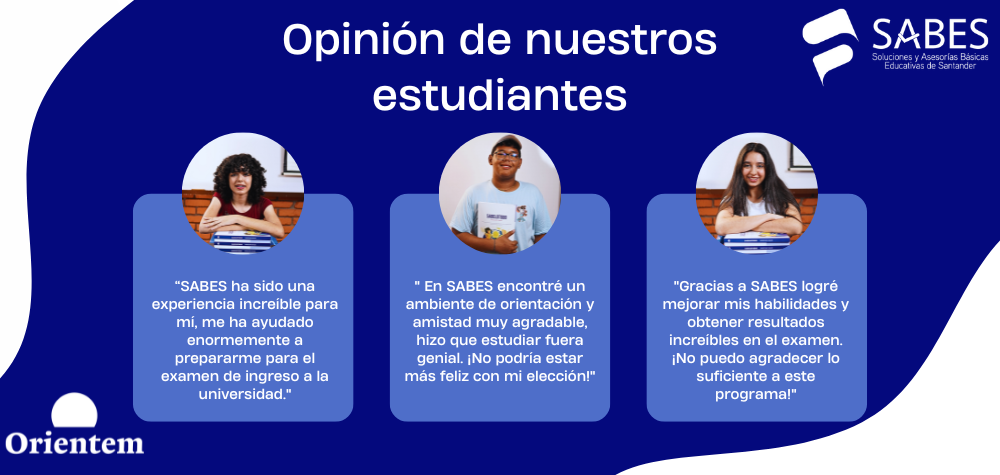 Opinión de nuestros
estudiantes
SABES
Soluciones y Asesorías Básicas
Educativas de Santander
“SABES ha sido una
experiencia increíble para
mí, me ha ayudado
enormemente a
prepararme para el
examen de ingreso a la
universidad."
" En SABES encontré un
ambiente de orientación y
amistad muy agradable,
hizo que estudiar fuera
genial. ¡No podría estar
más feliz con mi elección!"
"Gracias a SABES logré
mejorar mis habilidades y
obtener resultados
increíbles en el examen.
¡No puedo agradecer lo
suficiente a este
programa!"
Orientem